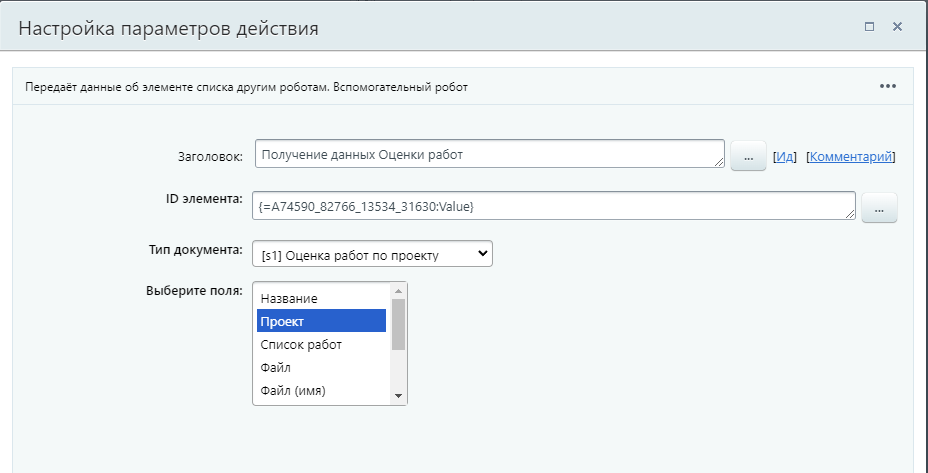 Настройка параметров действия
Передаёт данные об элементе списка другим роботам. Вспомогательный робот
Заголовок: Получение данных Оценки работ ... [Ид] [Комментарий]
ID элемента: {=A74590_82766_13534_31630:Value} ...
Тип документа: [s1] Оценка работ по проекту
Выберите поля: Название
Проект
Список работ
Файл
Файл (имя)